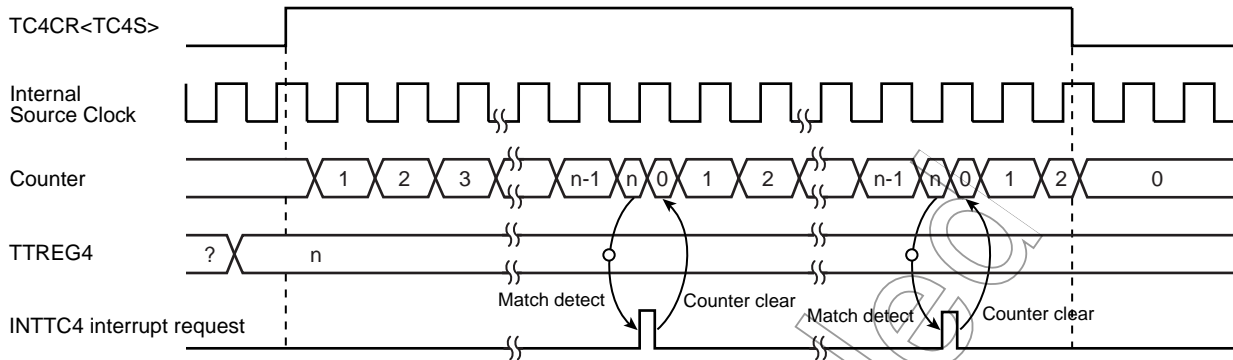 TC4CR<TC4S>
Internal
Source Clock
Counter
1 2 3 n-1 n 0 1 2 n-1 n 0 1 2 0
TTREG4
? n
Match detect Counter clear Match detect Counter clear
INTTC4 interrupt request